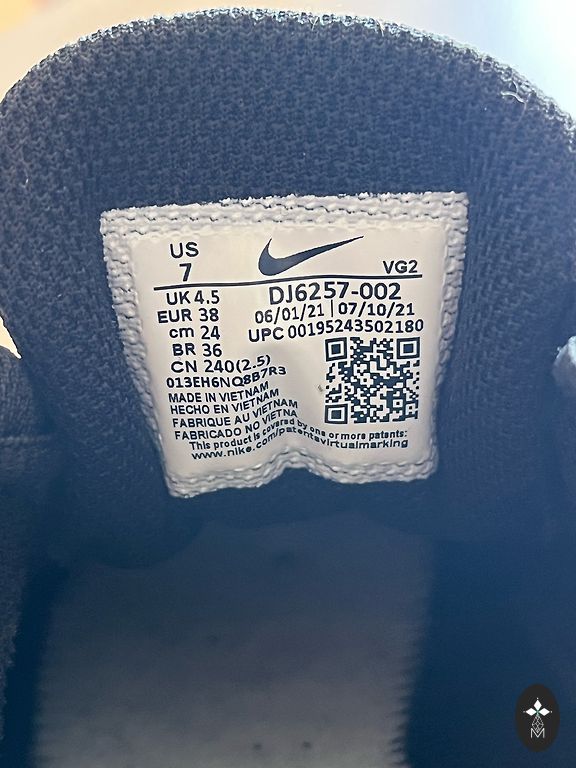 US
7
VG2
UK 4.5
EUR 38
cm 24
BR 36
CN 240(2.5)
DJ6257-002
06/01/21 | 07/10/21
UPC 00195243502180
013EH6NQ8B7R3
MADE IN VIETNAM
HECHO EN VIETNAM
FABRIQUE AU VIETNAM
FABRICADO NO VIETNA
This product is covered by one or more patents:
www.nike.com/patentsvirtualmarking
M